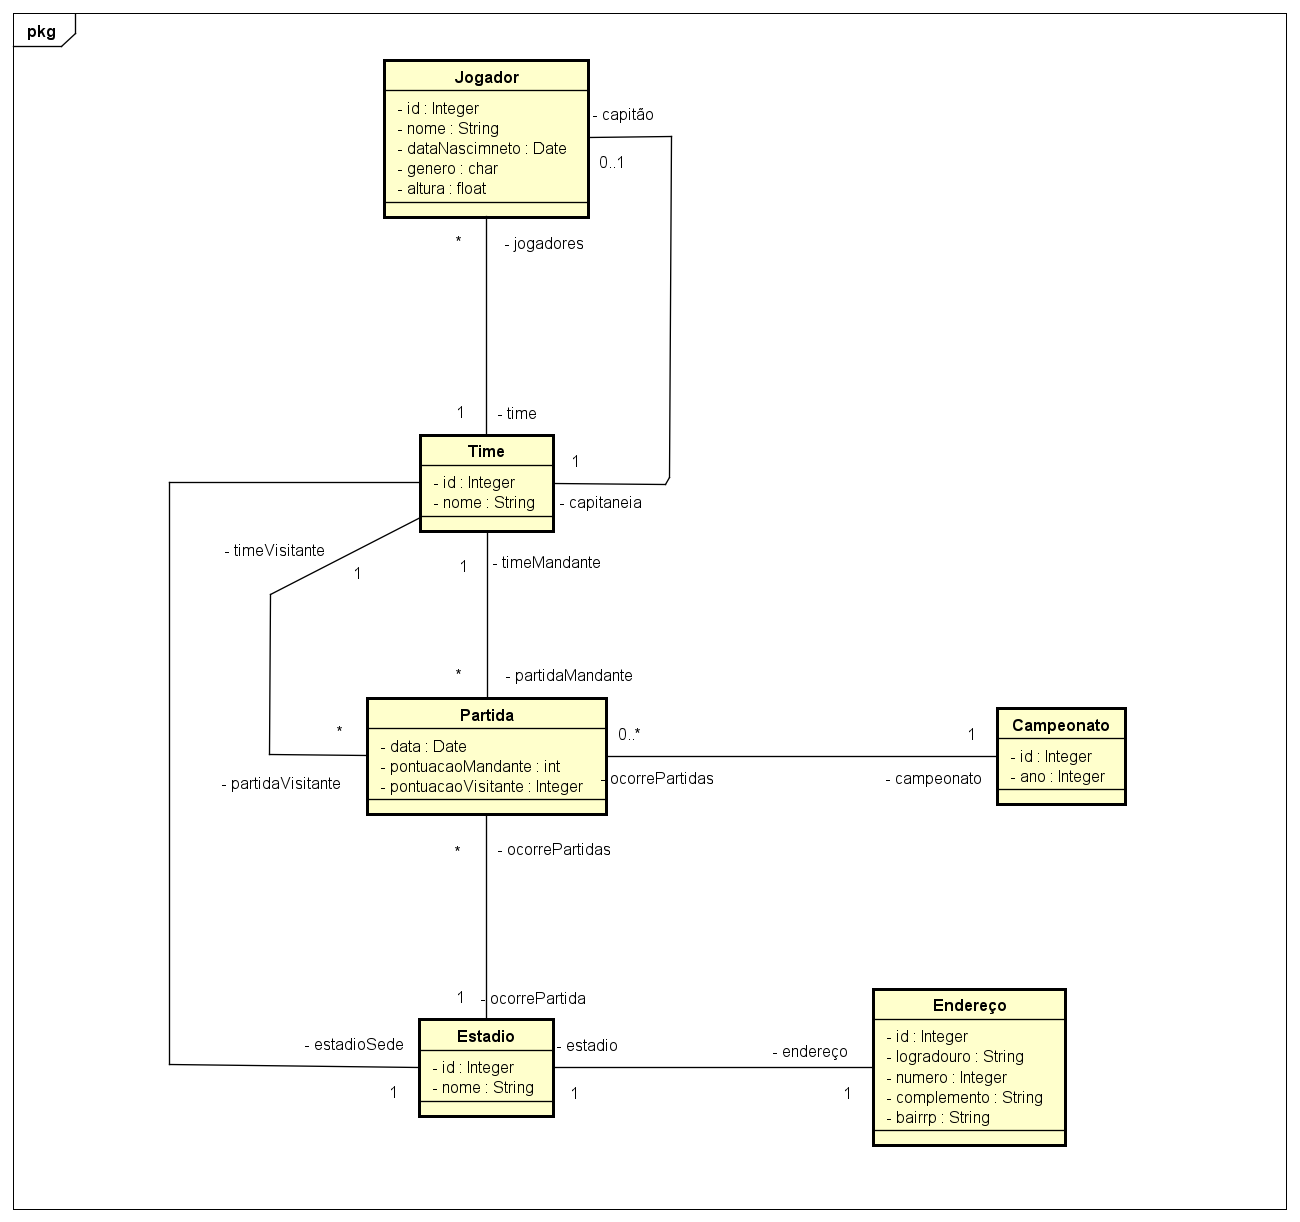 pkg
Jogador
- id : Integer
- nome : String
- dataNascimneto : Date
- genero : char
- altura : float
- capitão
0..1
*
- jogadores
1
- time
Time
- id : Integer
- nome : String
1
- capitaneia
- timeVisitante
1
1
- timeMandante
*
- partidaMandante
*
- partidaVisitante
Partida
- data : Date
- pontuacaoMandante : int
- pontuacaoVisitante : Integer
0..*
- ocorrePartidas
1
- campeonato
Campeonato
- id : Integer
- ano : Integer
*
- ocorrePartidas
1
- ocorrePartida
- estadioSede
1
Estadio
- id : Integer
- nome : String
- estadio
1
- endereço
1
Endereço
- id : Integer
- logradouro : String
- numero : Integer
- complemento : String
- bairrp : String